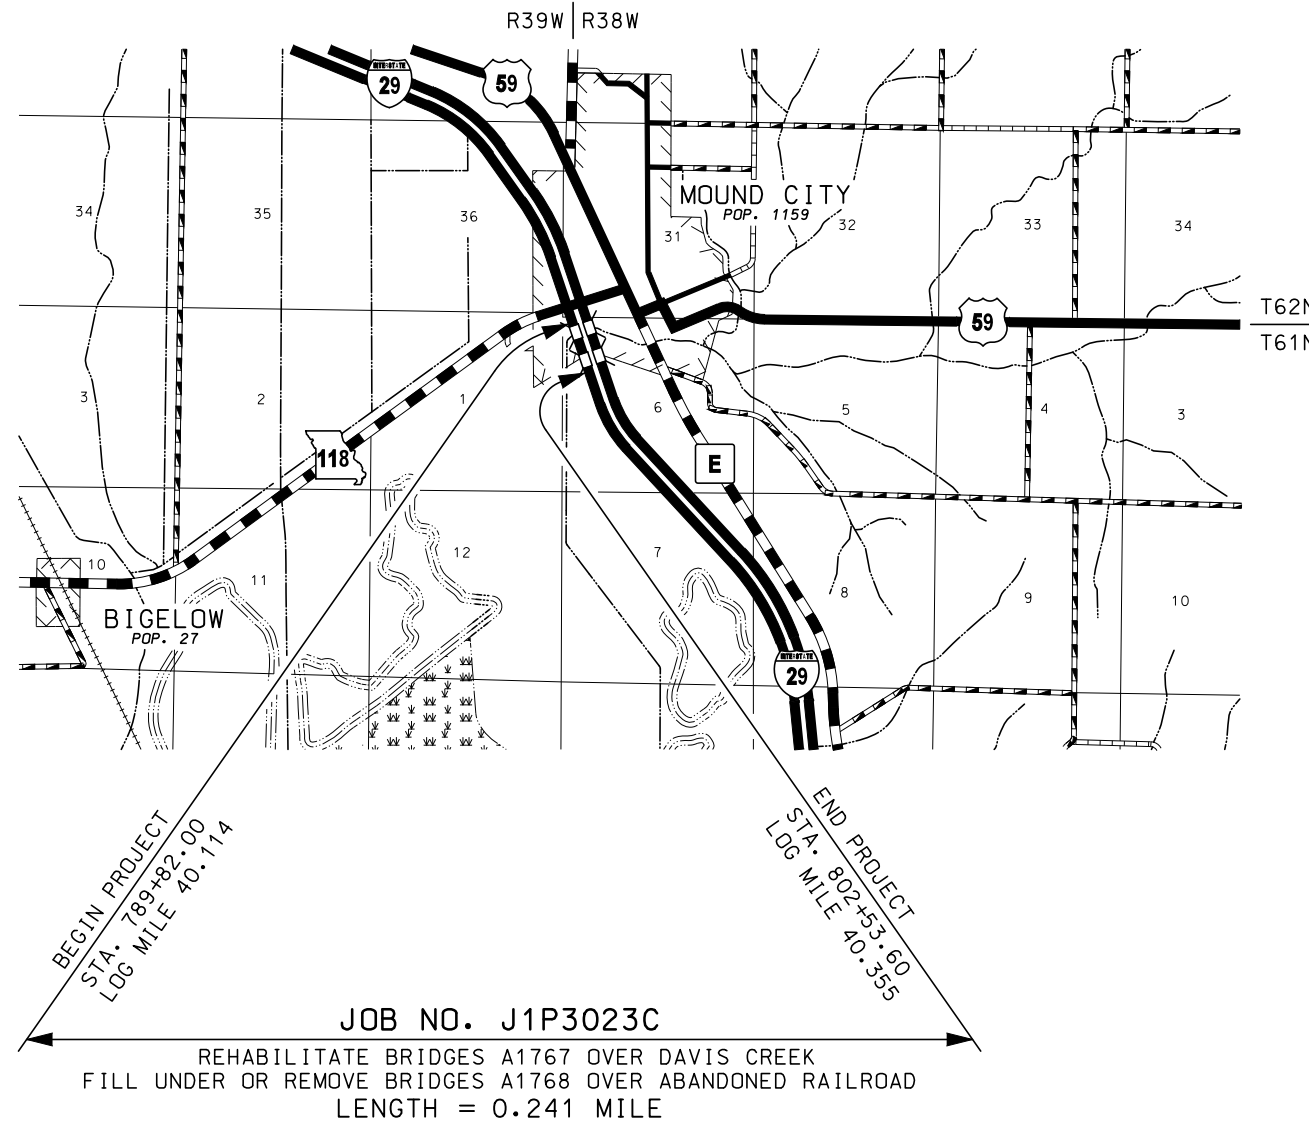 R39W R38W
INTERSTATE
29
59
MOUND CITY
POP. 1159
34
35
36
31
32
33
34
T62N
T61N
59
3
2
1
6
5
4
3
118
E
10
11
12
7
8
9
10
BIGELOW
POP. 27
INTERSTATE
29
BEGIN PROJECT
STA. 789+82.00
LOG MILE 40.114
END PROJECT
STA. 802+53.60
LOG MILE 40.355
JOB NO. J1P3023C
REHABILITATE BRIDGES A1767 OVER DAVIS CREEK
FILL UNDER OR REMOVE BRIDGES A1768 OVER ABANDONED RAILROAD
LENGTH = 0.241 MILE